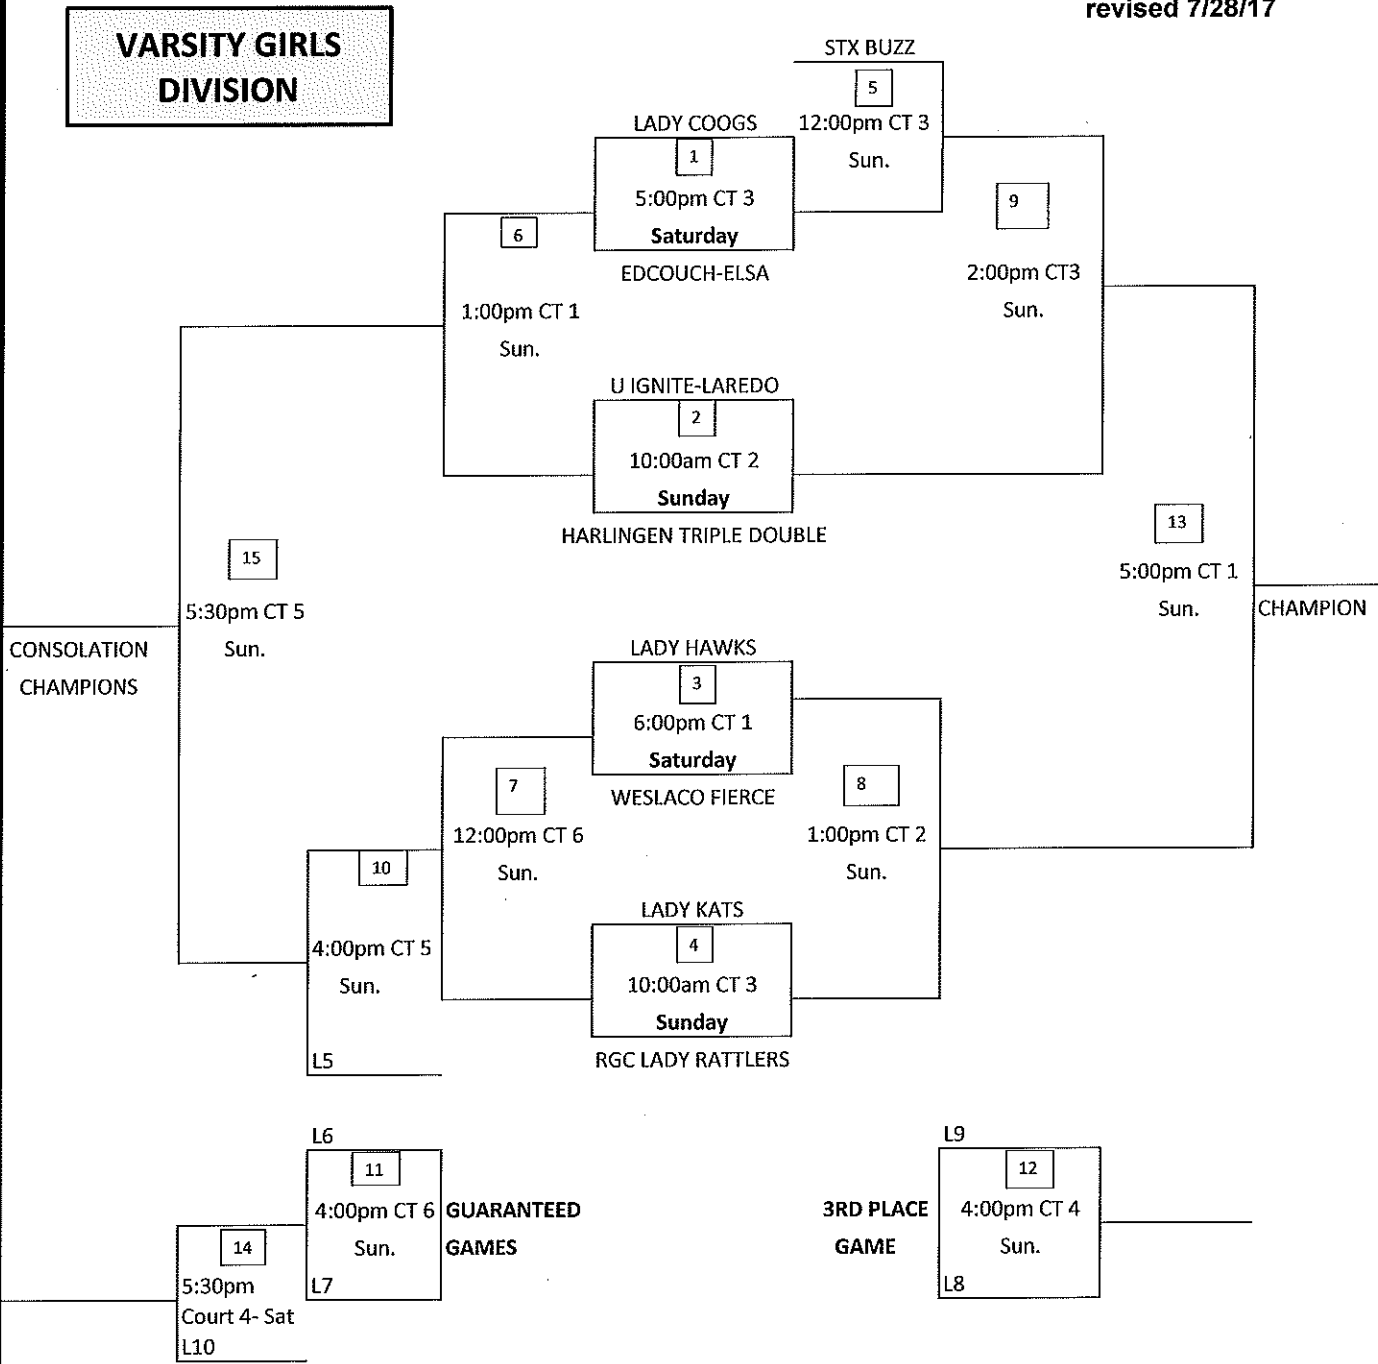 revised 7/28/17
VARSITY GIRLS
DIVISION
STX BUZZ
5
12:00pm CT 3
Sun.
LADY COOGS
1
5:00pm CT 3
Saturday
EDCOUCH-ELSA
6
1:00pm CT 1
Sun.
9
2:00pm CT3
Sun.
U IGNITE-LAREDO
2
10:00am CT 2
Sunday
HARLINGEN TRIPLE DOUBLE
13
5:00pm CT 1
Sun.
CHAMPION
15
5:30pm CT 5
Sun.
CONSOLATION
CHAMPIONS
LADY HAWKS
3
6:00pm CT 1
Saturday
WESLACO FIERCE
7
12:00pm CT 6
Sun.
8
1:00pm CT 2
Sun.
10
4:00pm CT 5
Sun.
L5
LADY KATS
4
10:00am CT 3
Sunday
RGC LADY RATTLERS
L6
11
4:00pm CT 6
Sun.
L7
GUARANTEED
GAMES
14
5:30pm
Court 4- Sat
L10
3RD PLACE
GAME
L9
12
4:00pm CT 4
Sun.
L8